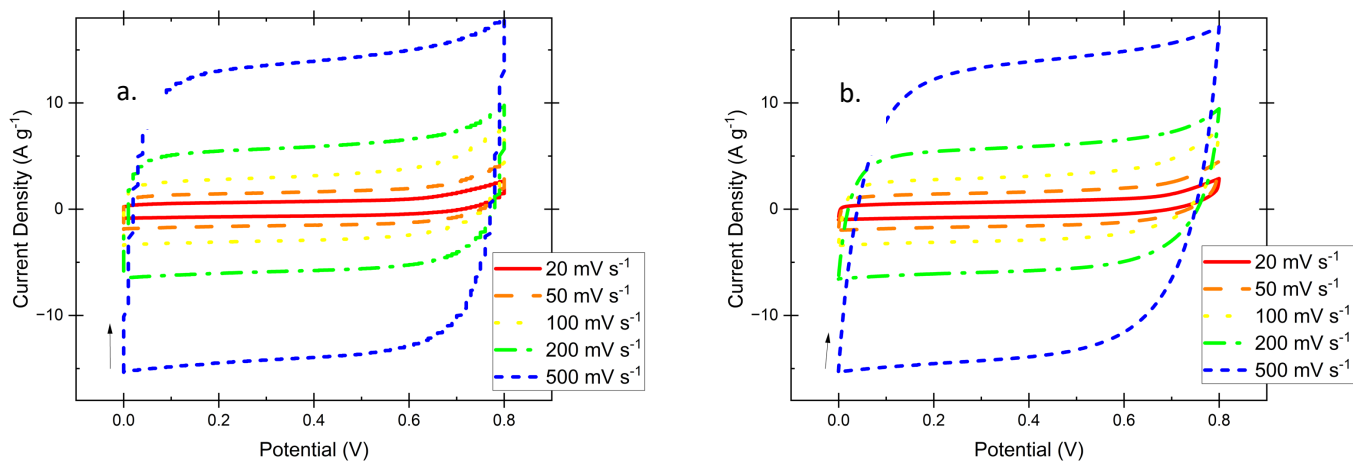 a.
10
0
−10
Current Density (A g-1)
0.0
0.2
0.4
0.6
0.8
Potential (V)
20 mV s-1
50 mV s-1
100 mV s-1
200 mV s-1
500 mV s-1
b.
10
0
−10
Current Density (A g-1)
0.0
0.2
0.4
0.6
0.8
Potential (V)
20 mV s-1
50 mV s-1
100 mV s-1
200 mV s-1
500 mV s-1